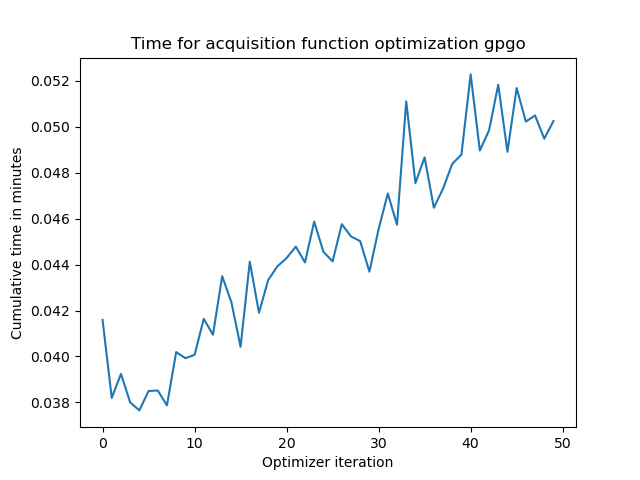 Time for acquisition function optimization gpgo
Cumulative time in minutes
0.052
0.050
0.048
0.046
0.044
0.042
0.040
0.038
0 10 20 30 40 50
Optimizer iteration